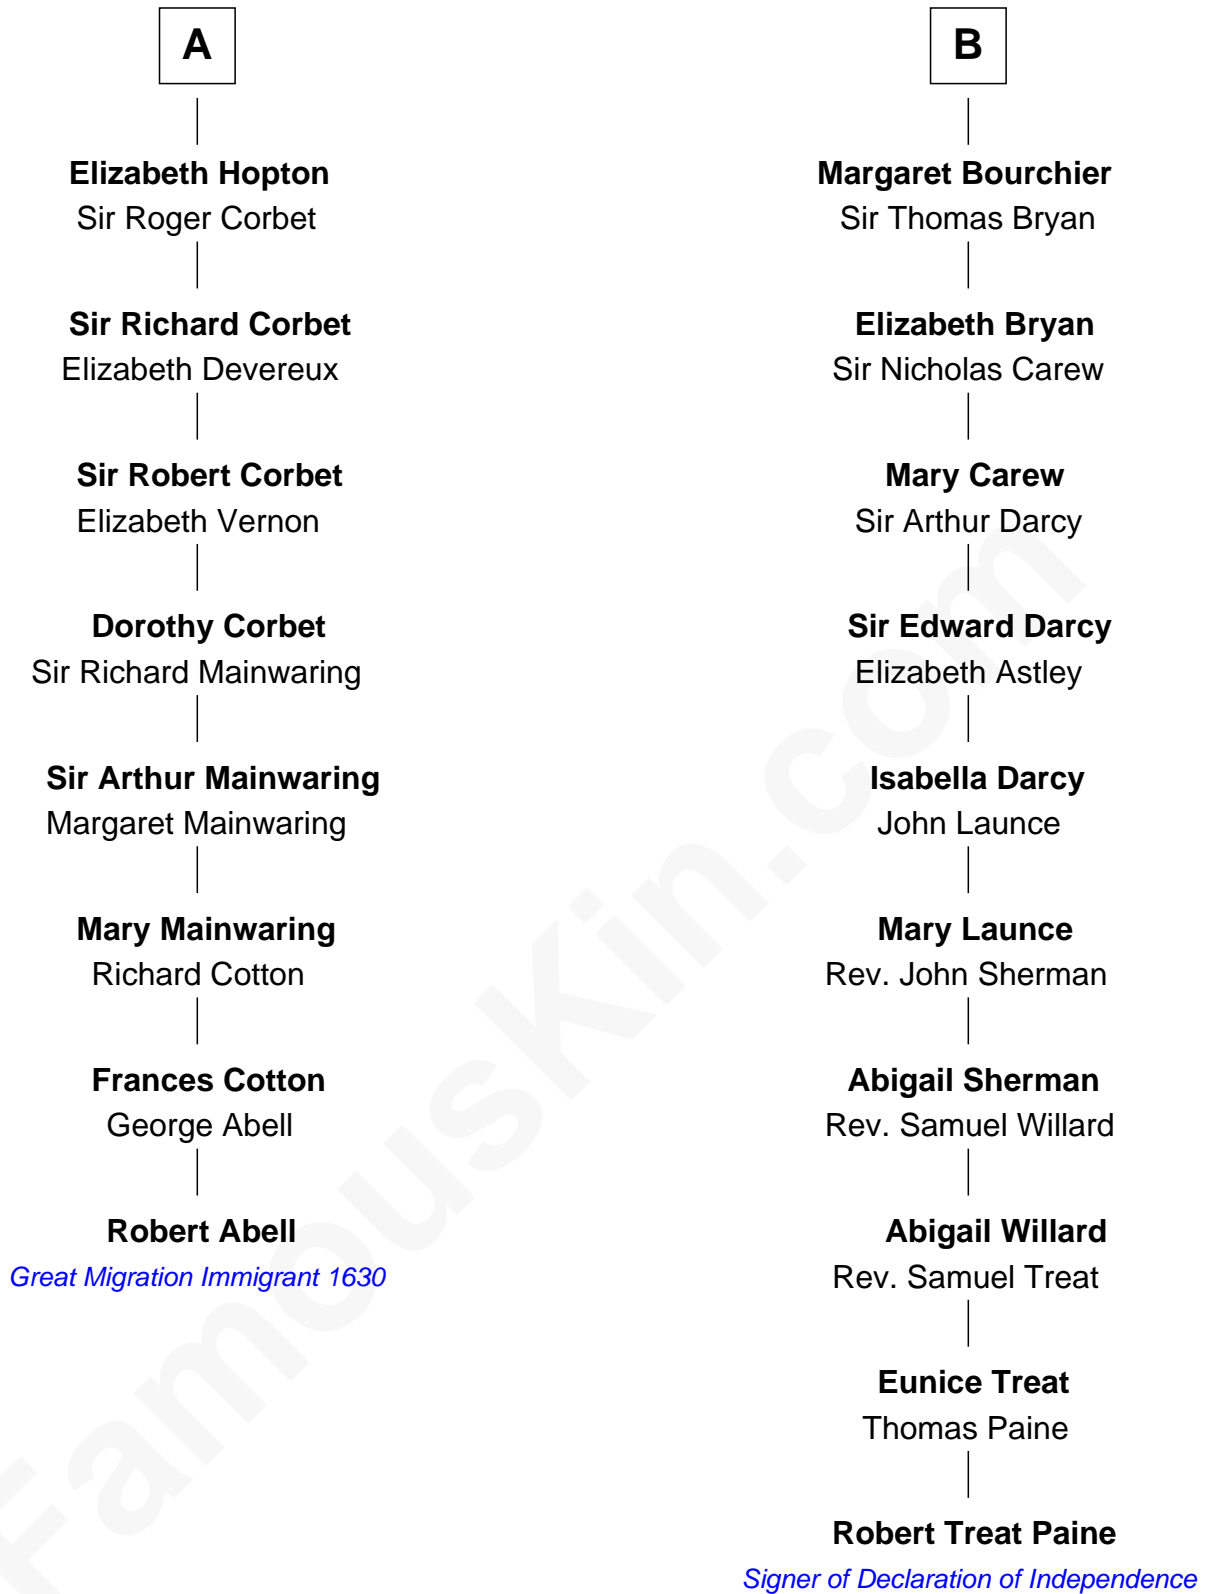 A
Elizabeth Hopton
Sir Roger Corbet
Sir Richard Corbet
Elizabeth Devereux
Sir Robert Corbet
Elizabeth Vernon
Dorothy Corbet
Sir Richard Mainwaring
Sir Arthur Mainwaring
Margaret Mainwaring
Mary Mainwaring
Richard Cotton
Frances Cotton
George Abell
Robert Abell
Great Migration Immigrant 1630
B
Margaret Bourchier
Sir Thomas Bryan
Elizabeth Bryan
Sir Nicholas Carew
Mary Carew
Sir Arthur Darcy
Sir Edward Darcy
Elizabeth Astley
Isabella Darcy
John Launce
Mary Launce
Rev. John Sherman
Abigail Sherman
Rev. Samuel Willard
Abigail Willard
Rev. Samuel Treat
Eunice Treat
Thomas Paine
Robert Treat Paine
Signer of Declaration of Independence
FamousKin.com